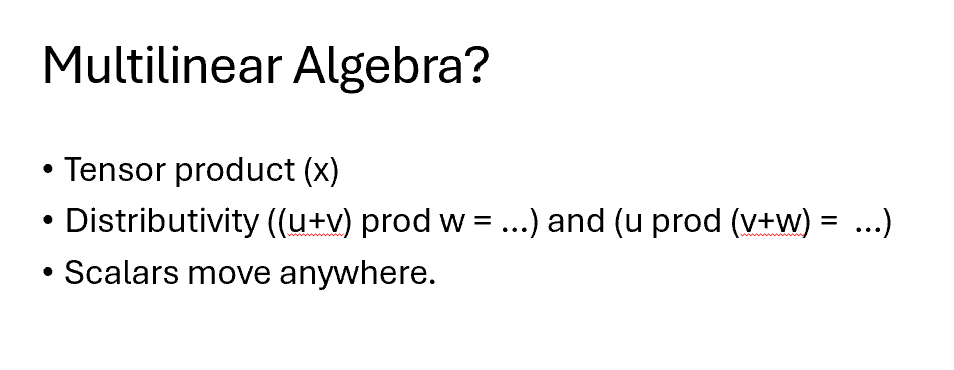 Multilinear Algebra?
• Tensor product (x)
• Distributivity ((u+v) prod w = ...) and (u prod (v+w) =  ...)
• Scalars move anywhere.